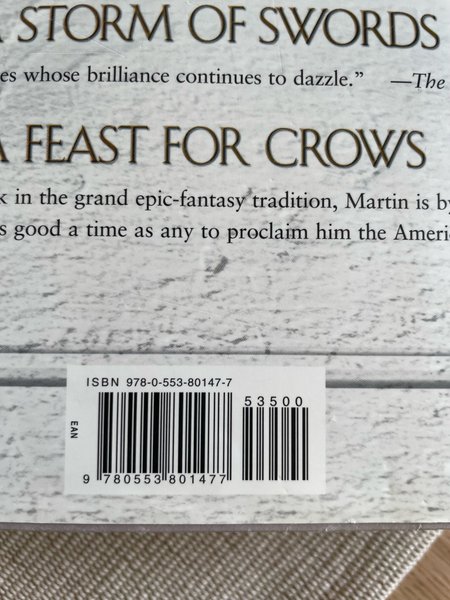 A STORM OF SWORDS
es whose brilliance continues to dazzle.” —The
A FEAST FOR CROWS
k in the grand epic-fantasy tradition, Martin is by
s good a time as any to proclaim him the Ameri
ISBN 978-0-553-80147-7
53500
EAN
9 780553 801477